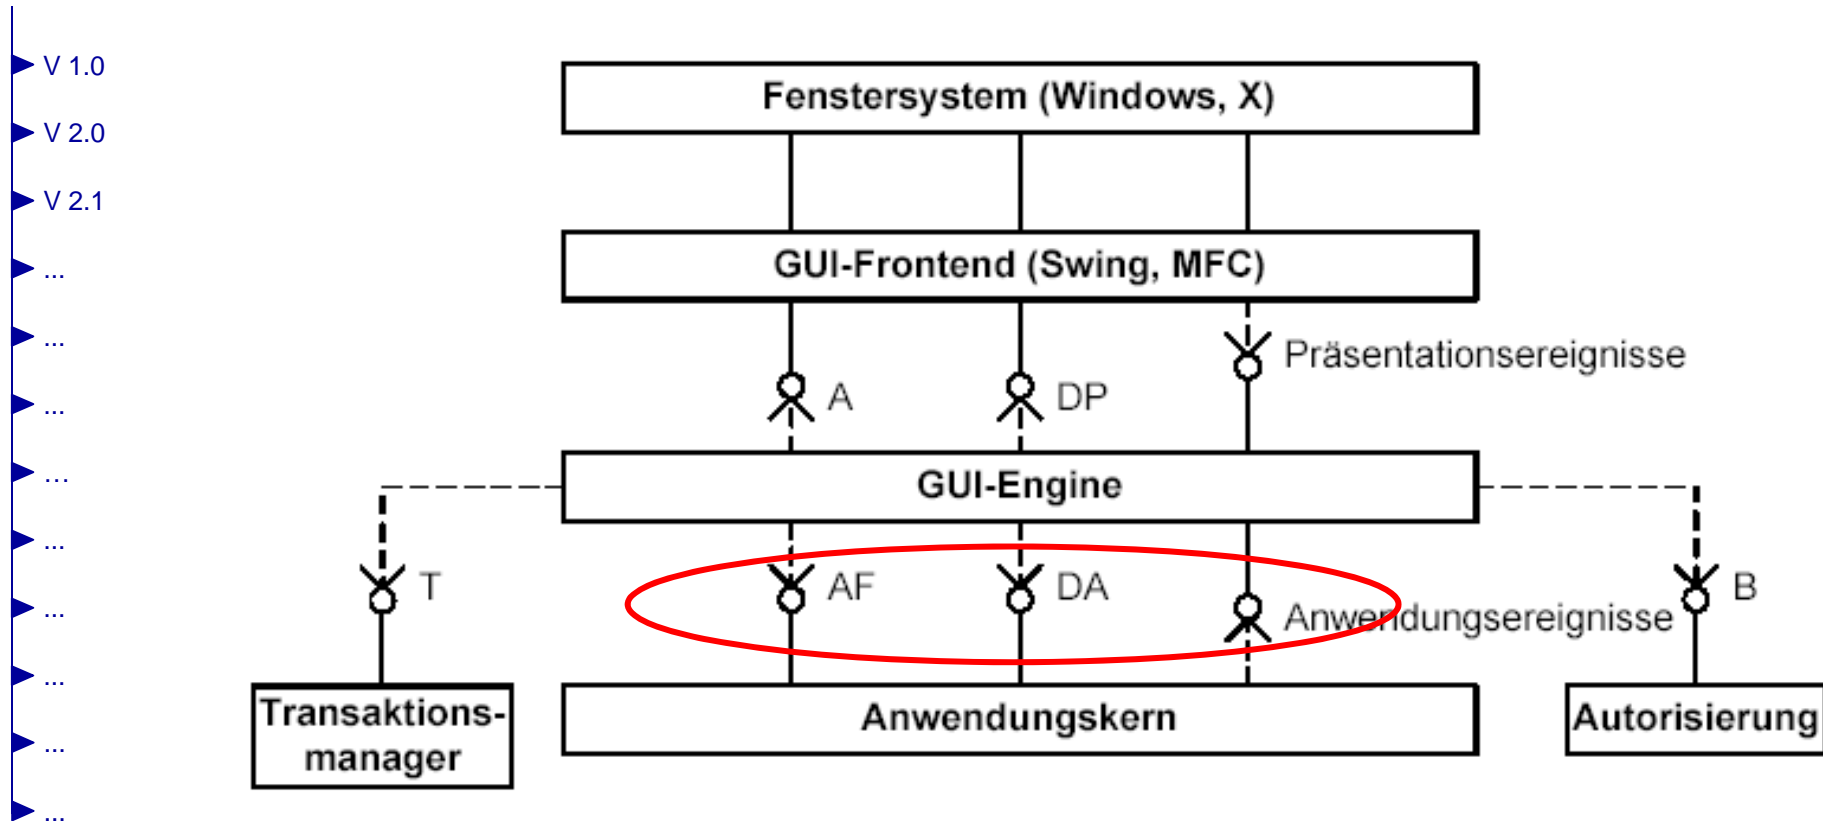 V 1.0
V 2.0
V 2.1
...
...
...
...
...
...
...
...
...
Fenstersystem (Windows, X)
GUI-Frontend (Swing, MFC)
Präsentationsereignisse
A
DP
GUI-Engine
T
AF
DA
Anwendungsereignisse
B
Transaktions-
manager
Anwendungskern
Autorisierung